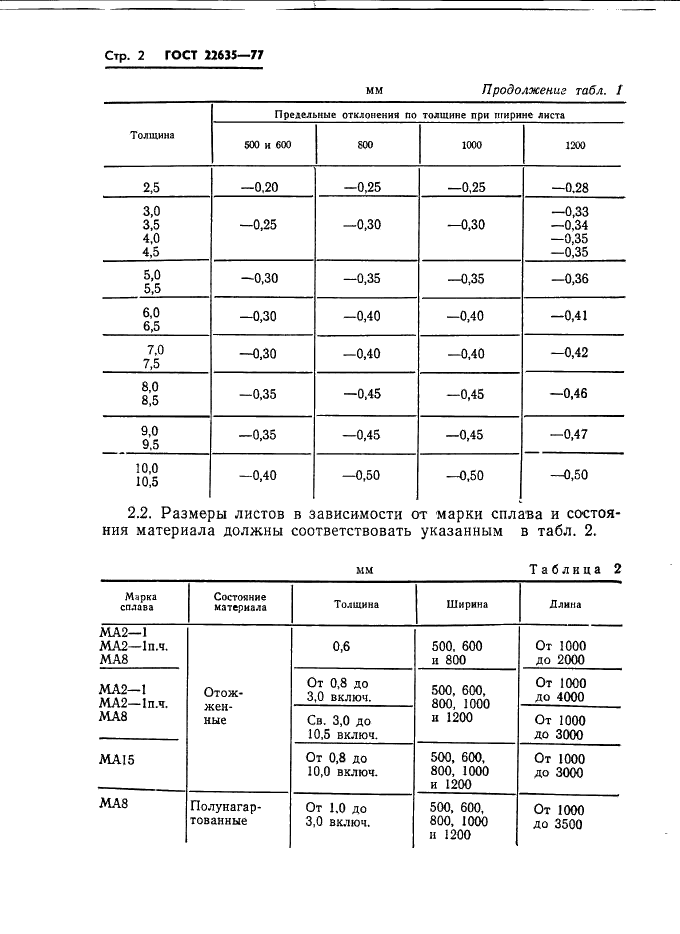 Стр. 2 ГОСТ 22635—77
мм Продолжение табл. 1
Толщина
Предельные отклонения по толщине при ширине листа
500 и 600 800 1000 1200
2,5 —0,20 —0,25 —0,25 —0,28
3,0 —0,33
3,5 —0,25 —0,30 —0,30 —0,34
4,0 —0,35
4,5 —0,35
5,0
5,5 —0,30 —0,35 —0,35 —0,36
6,0
6,5 —0,30 —0,40 —0,40 —0,41
7,0
7,5 —0,30 —0,40 —0,40 —0,42
8,0
8,5 —0,35 —0,45 —0,45 —0,46
9,0
9,5 —0,35 —0,45 —0,45 —0,47
10,0
10,5 —0,40 —0,50 —0,50 —0,50
2.2. Размеры листов в зависимости от марки сплава и состоя-
ния материала должны соответствовать указанным в табл. 2.
мм Таблица 2
Марка
сплава
Состояние
материала
Толщина
Ширина
Длина
МА2—1
МА2—1п.ч.
МА8
0,6
500, 600
и 800
От 1000
до 2000
МА2—1
МА2—1п.ч.
МА8
Отож-
жен-
ные
От 0,8 до
3,0 включ.
500, 600,
800, 1000
и 1200
От 1000
до 4000
Св. 3,0 до
10,5 включ.
От 1000
до 3000
МА15
От 0,8 до
10,0 включ.
500, 600,
800, 1000
и 1200
От 1000
до 3000
МА8
Полунагар-
тованные
От 1,0 до
3,0 включ.
500, 600,
800, 1000
и 1200
От 1000
до 3500